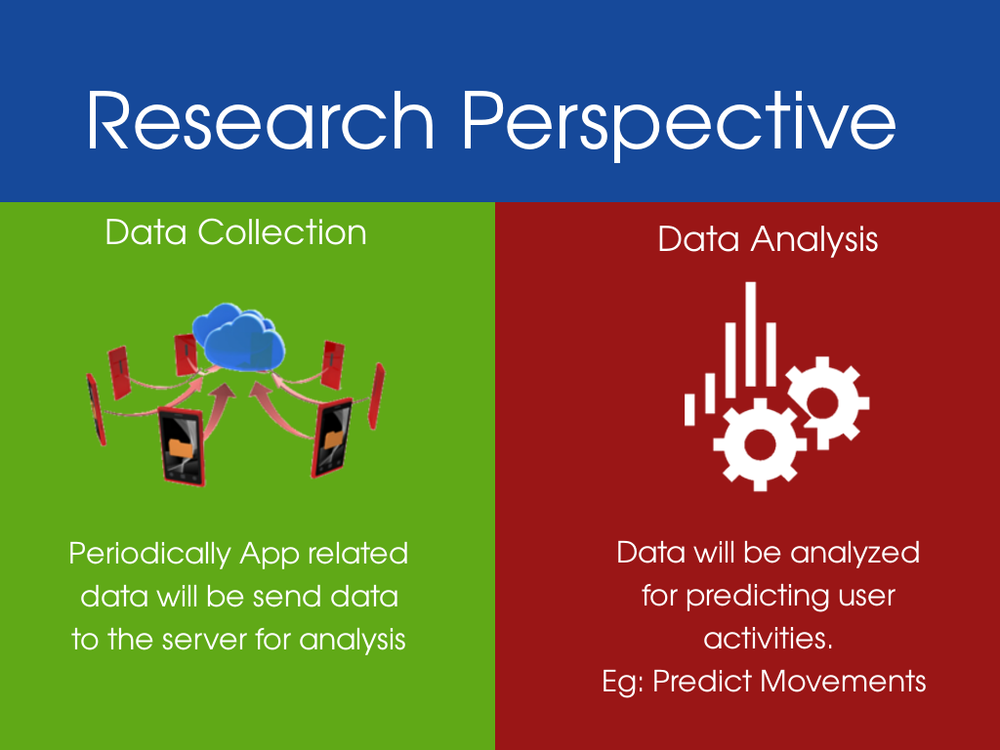 Research Perspective
Data Collection
Periodically App related
data will be send data
to the server for analysis
Data Analysis
Data will be analyzed
for predicting user
activities.
Eg: Predict Movements